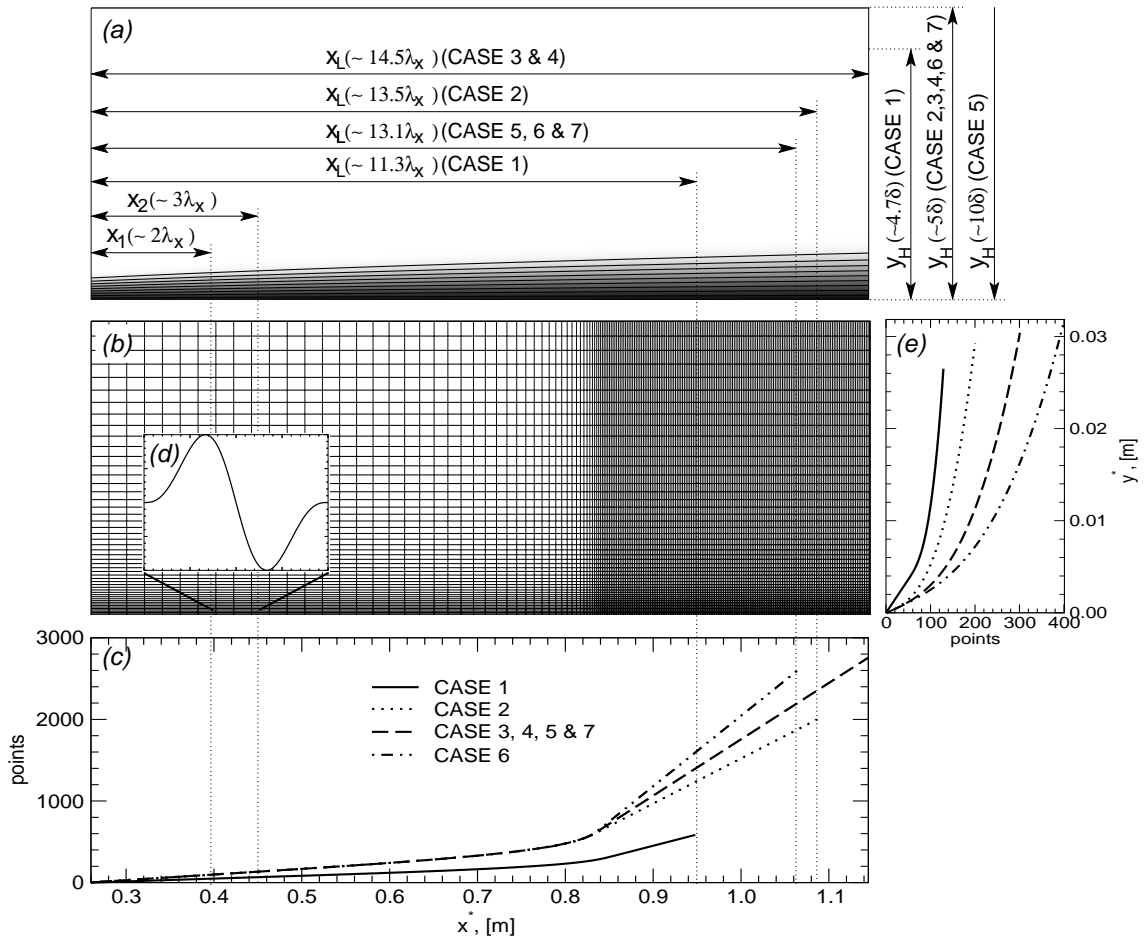 (a)
x_L(~ 14.5λ_x) (CASE 3 & 4)
x_L(~ 13.5λ_x) (CASE 2)
x_L(~ 13.1λ_x) (CASE 5, 6 & 7)
x_L(~ 11.3λ_x) (CASE 1)
x_2(~ 3λ_x)
x_1(~ 2λ_x)
y_H (~4.7δ) (CASE 1)
y_H (~5δ) (CASE 2,3,4,6 & 7)
y_H (~10δ) (CASE 5)
(b)
(d)
(e)
0.03
0.02
0.01
0.00
y*, [m]
0 100 200 300 400
points
(c)
3000
2000
1000
0
points
CASE 1
CASE 2
CASE 3, 4, 5 & 7
CASE 6
0.3 0.4 0.5 0.6 0.7 0.8 0.9 1.0 1.1
x*, [m]